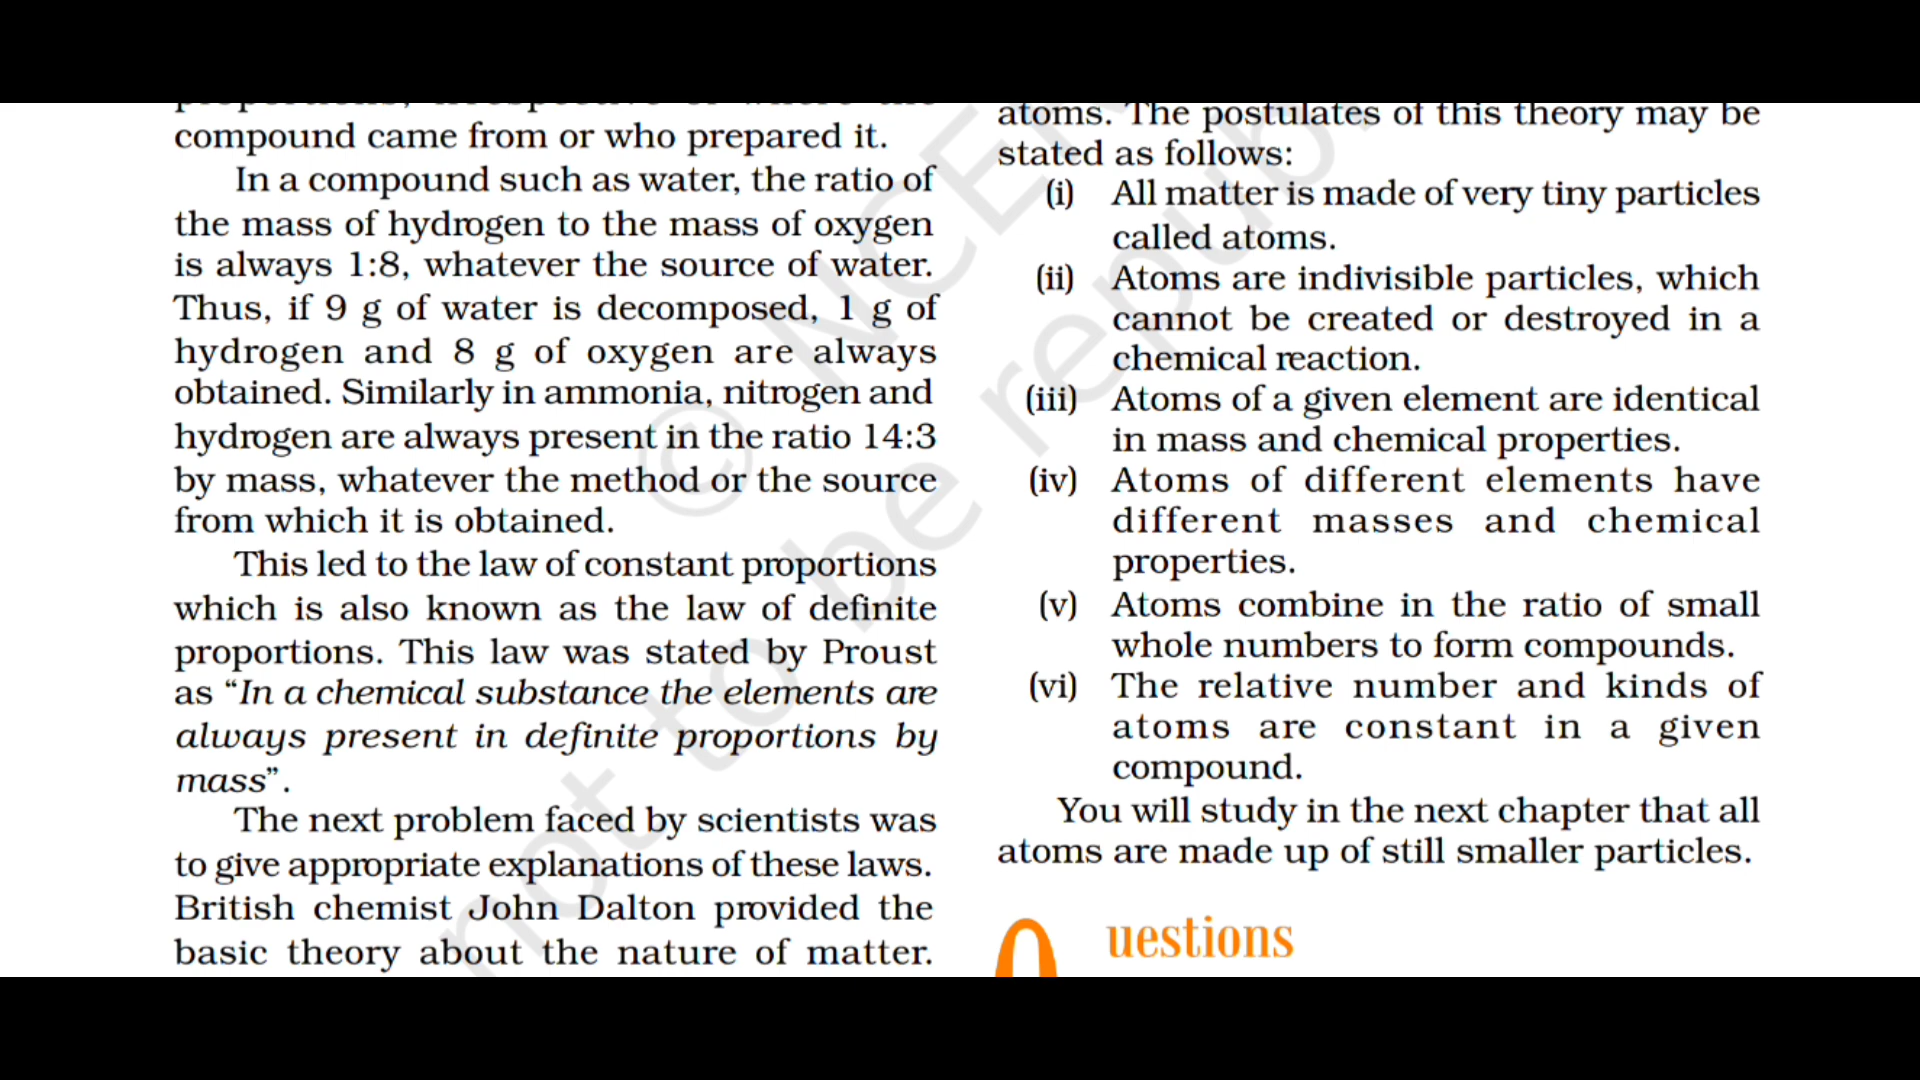 compound came from or who prepared it.
In a compound such as water, the ratio of
the mass of hydrogen to the mass of oxygen
is always 1:8, whatever the source of water.
Thus, if 9 g of water is decomposed, 1 g of
hydrogen and 8 g of oxygen are always
obtained. Similarly in ammonia, nitrogen and
hydrogen are always present in the ratio 14:3
by mass, whatever the method or the source
from which it is obtained.
This led to the law of constant proportions
which is also known as the law of definite
proportions. This law was stated by Proust
as “In a chemical substance the elements are
always present in definite proportions by
mass”.
The next problem faced by scientists was
to give appropriate explanations of these laws.
British chemist John Dalton provided the
basic theory about the nature of matter.
atoms. The postulates of this theory may be
stated as follows:
(i) All matter is made of very tiny particles
called atoms.
(ii) Atoms are indivisible particles, which
cannot be created or destroyed in a
chemical reaction.
(iii) Atoms of a given element are identical
in mass and chemical properties.
(iv) Atoms of different elements have
different masses and chemical
properties.
(v) Atoms combine in the ratio of small
whole numbers to form compounds.
(vi) The relative number and kinds of
atoms are constant in a given
compound.
You will study in the next chapter that all
atoms are made up of still smaller particles.
Questions
© NCER
not to be repub